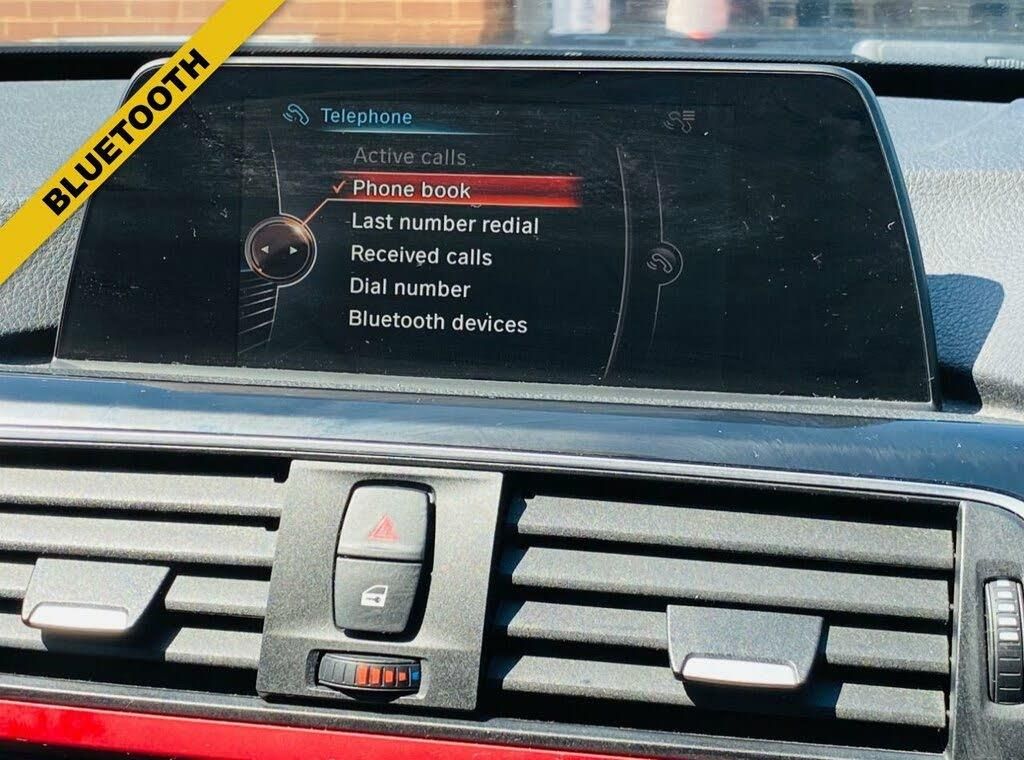 BLUETOOTH
Telephone
Active calls
Phone book
Last number redial
Received calls
Dial number
Bluetooth devices